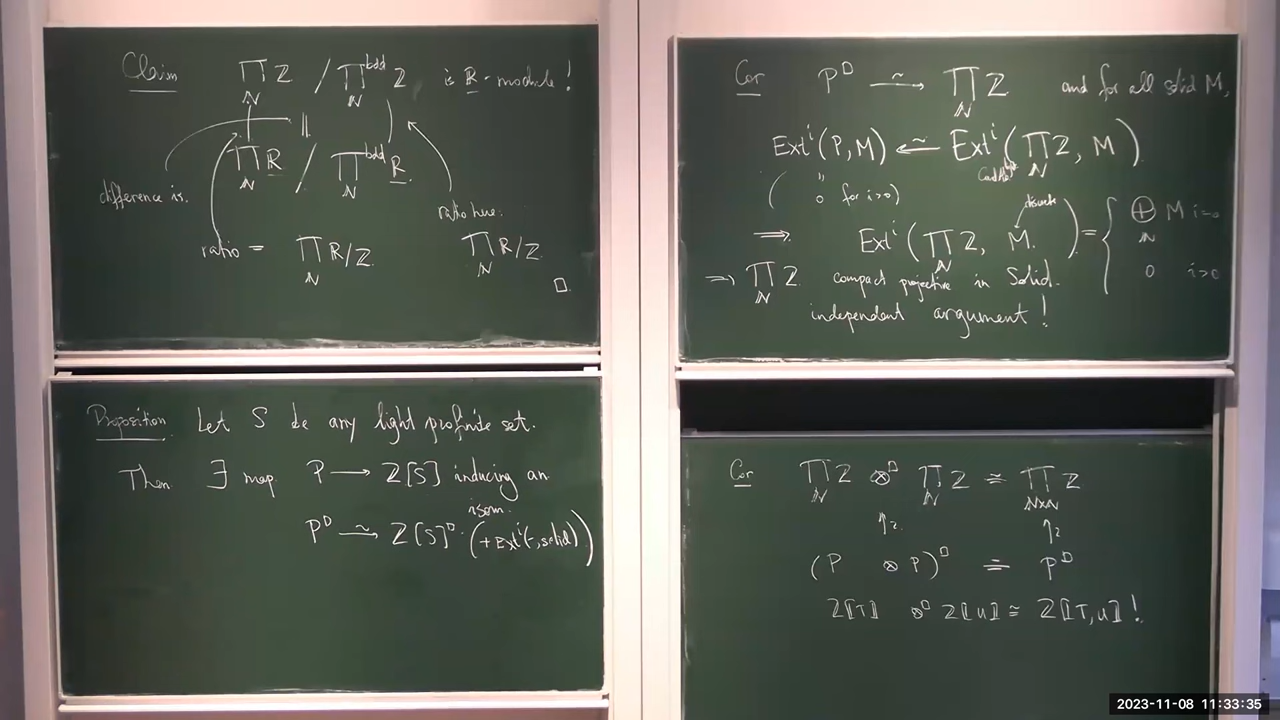 Claim ∏_ℕ ℤ / ∏_ℕ^{bdd} ℤ is ℝ-module!
||
∏_ℕ ℝ / ∏_ℕ^{bdd} ℝ
difference is.
ratio here:
ratio = ∏_ℕ ℝ/ℤ ∏_ℕ ℝ/ℤ
□
Proposition Let S be any light profinite set.
Then ∃ map P → ℤ[S] inducing an
isom.
P^□ →~ ℤ[S]^□. (+ Ext^i(-, solid))
Cor P^□ →~ ∏_ℕ ℤ and for all solid M,
Ext^i(P, M) ←~ Ext^i(∏_ℕ ℤ, M)
( " 0 for i>0)
discrete
⟹ Ext^i(∏_ℕ ℤ, M) = { ⊕_ℕ M i=0
0 i>0
⟹ ∏_ℕ ℤ compact projective in Solid.
independent argument!
Cor ∏_ℕ ℤ ⊗^□ ∏_ℕ ℤ ≅ ∏_{ℕ×ℕ} ℤ
↑≀ ↑≀
(P ⊗ P)^□ = P^□
ℤ⟦T⟧ ⊗^□ ℤ⟦U⟧ ≅ ℤ⟦T,U⟧!
2023-11-08 11:33:35